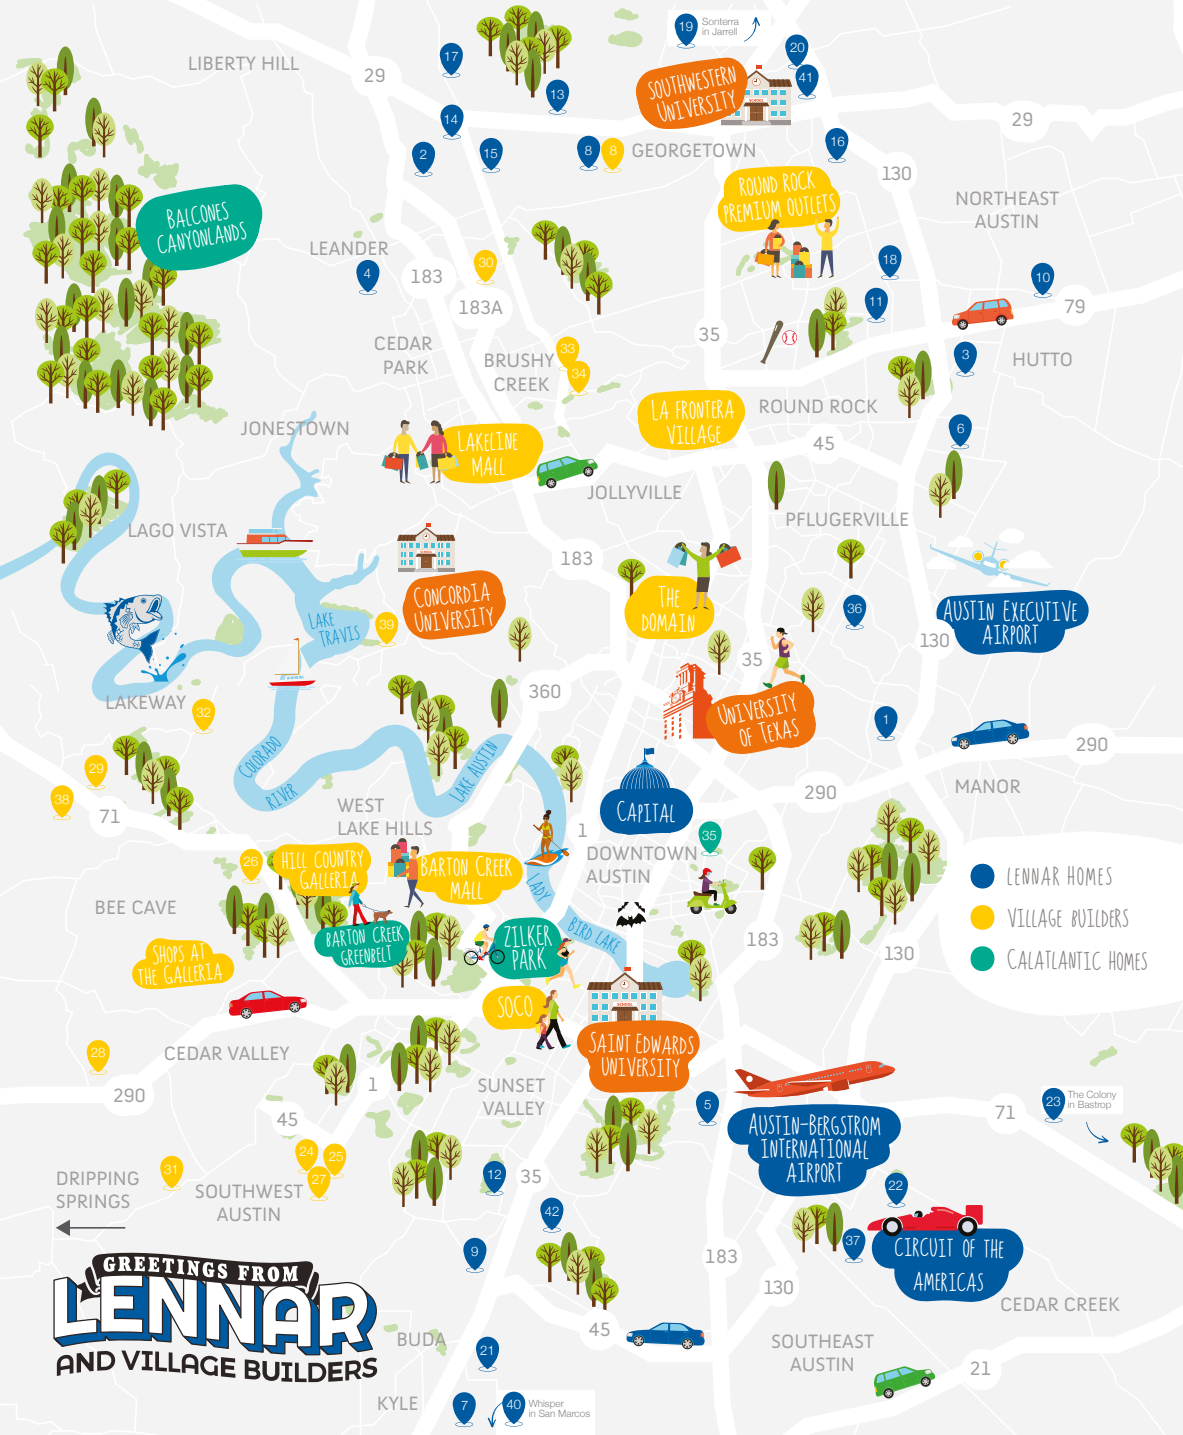 19
Sonterra
in Jarrell
20
17
LIBERTY HILL
29
41
SOUTHWESTERN
UNIVERSITY
SCHOOL
13
14
29
2
15
8
8
GEORGETOWN
16
130
ROUND ROCK
PREMIUM OUTLETS
NORTHEAST
AUSTIN
BALCONES
CANYONLANDS
LEANDER
4
183
30
183A
18
10
11
79
35
CEDAR
PARK
BRUSHY
CREEK
33
34
3
HUTTO
LA FRONTERA
VILLAGE
ROUND ROCK
JONESTOWN
LAKELINE
MALL
45
6
JOLLYVILLE
LAGO VISTA
PFLUGERVILLE
SCHOOL
183
CONCORDIA
UNIVERSITY
THE
DOMAIN
36
AUSTIN EXECUTIVE
AIRPORT
LAKE
TRAVIS
39
130
35
LAKEWAY
32
360
UNIVERSITY
OF TEXAS
1
290
COLORADO
RIVER
LAKE AUSTIN
29
38
71
WEST
LAKE HILLS
CAPITAL
290
MANOR
1
35
DOWNTOWN
AUSTIN
26
HILL COUNTRY
GALLERIA
BARTON CREEK
MALL
LADY
BIRD LAKE
LENNAR HOMES
VILLAGE BUILDERS
CALATLANTIC HOMES
BEE CAVE
BARTON CREEK
GREENBELT
ZILKER
PARK
183
130
SHOPS AT
THE GALLERIA
SOCO
SCHOOL
SAINT EDWARDS
UNIVERSITY
28
CEDAR VALLEY
290
1
45
SUNSET
VALLEY
5
AUSTIN-BERGSTROM
INTERNATIONAL
AIRPORT
71
23
The Colony
in Bastrop
24
25
27
31
DRIPPING
SPRINGS
SOUTHWEST
AUSTIN
12
35
22
42
9
37
CIRCUIT OF THE
AMERICAS
183
130
CEDAR CREEK
GREETINGS FROM
LENNAR
AND VILLAGE BUILDERS
BUDA
45
21
SOUTHEAST
AUSTIN
21
KYLE
7
40
Whisper
in San Marcos